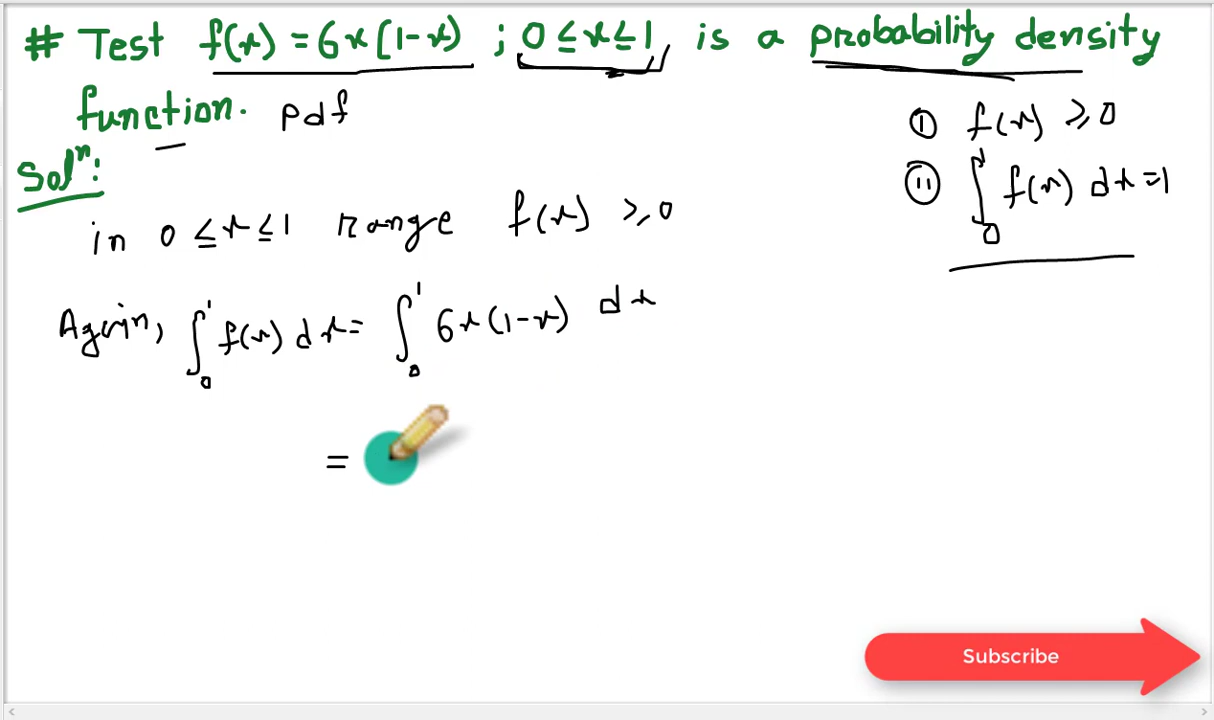 # Test f(x) = 6x(1-x) ; 0 ≤ x ≤ 1 is a probability density
function. pdf
① f(x) ≥ 0
② ∫₀¹ f(x) dx = 1
Solⁿ:
in 0 ≤ x ≤ 1 range f(x) ≥ 0
Again, ∫₀¹ f(x) dx = ∫₀¹ 6x(1-x) dx
=
Subscribe